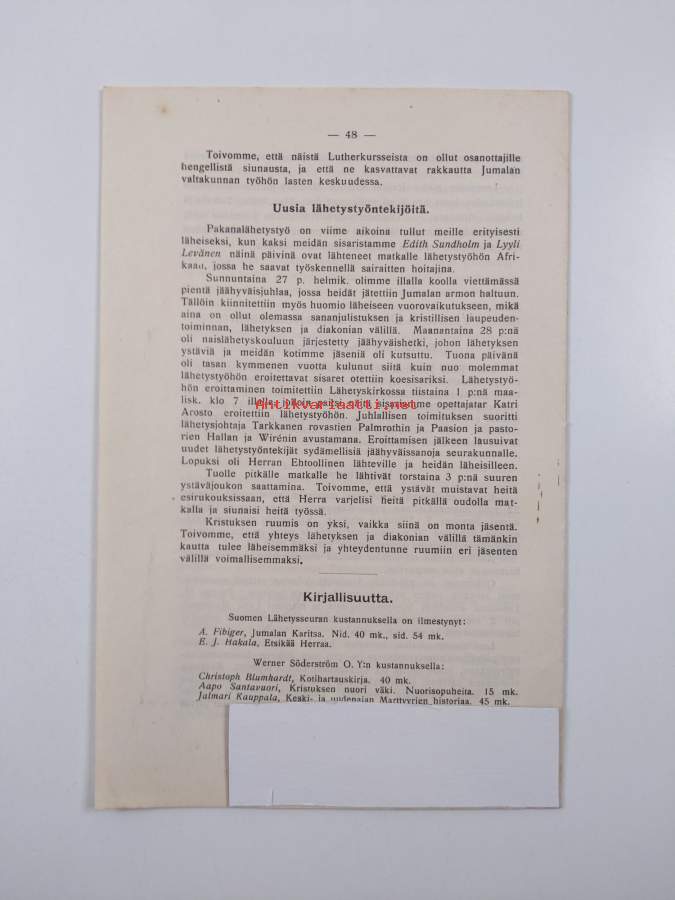 — 48 —
Toivomme, että näistä Lutherkursseista on ollut osanottajille
hengellistä siunausta, ja että ne kasvattavat rakkautta Jumalan
valtakunnan työhön lasten keskuudessa.
Uusia lähetystyöntekijöitä.
Pakanalähetystyö on viime aikoina tullut meille erityisesti
läheiseksi, kun kaksi meidän sisaristamme Edith Sundholm ja Lyyli
Levänen näinä päivinä ovat lähteneet matkalle lähetystyöhön Afri-
kaan, jossa he saavat työskennellä sairaitten hoitajina.
Sunnuntaina 27 p. helmik. olimme illalla koolla viettämässä
pientä jäähyväisjuhlaa, jossa heidät jätettiin Jumalan armon haltuun.
Tällöin kiinnitettiin myös huomio läheiseen vuorovaikutukseen, mikä
aina on ollut olemassa sananjulistuksen ja kristillisen laupeuden-
toiminnan, lähetyksen ja diakonian välillä. Maanantaina 28 p:nä
oli naislähetyskouluun järjestetty jäähyväishetki, johon lähetyksen
ystäviä ja meidän kotimme jäseniä oli kutsuttu. Tuona päivänä
oli tasan kymmenen vuotta kulunut siitä kuin nuo molemmat
lähetystyöhön eroitettavat sisaret otettiin koesisariksi. Lähetystyö-
hön eroittaminen toimitettiin Lähetyskirkossa tiistaina 1 p:nä maa-
lisk. klo 7 illalla, jolloin paitsi näitä sisariamme opettajatar Katri
Antikvariaatti.net
Arosto eroitettiin lähetystyöhön. Juhlallisen toimituksen suoritti
lähetysjohtaja Tarkkanen rovastien Palmrothin ja Paasion ja pasto-
rien Hallan ja Wirénin avustamana. Eroittamisen jälkeen lausuivat
uudet lähetystyöntekijät sydämellisiä jäähyväissanoja seurakunnalle.
Lopuksi oli Herran Ehtoollinen lähteville ja heidän läheisilleen.
Tuolle pitkälle matkalle he lähtivät torstaina 3 p:nä suuren
ystäväjoukon saattamina. Toivomme, että ystävät muistavat heitä
esirukouksissaan, että Herra varjelisi heitä pitkällä oudolla mat-
kalla ja siunaisi heitä työssä.
Kristuksen ruumis on yksi, vaikka siinä on monta jäsentä.
Toivomme, että yhteys lähetyksen ja diakonian välillä tämänkin
kautta tulee läheisemmäksi ja yhteydentunne ruumiin eri jäsenten
välillä voimallisemmaksi.
Kirjallisuutta.
Suomen Lähetysseuran kustannuksella on ilmestynyt:
A. Fibiger, Jumalan Karitsa. Nid. 40 mk., sid. 54 mk.
E. J. Hakala, Etsikää Herraa.
Werner Söderström O. Y:n kustannuksella:
Christoph Blumhardt, Kotihartauskirja. 40 mk.
Aapo Santavuori, Kristuksen nuori väki. Nuorisopuheita. 15 mk.
Jalmari Kauppala, Keski- ja uudenajan Marttyyrien historiaa. 45 mk.